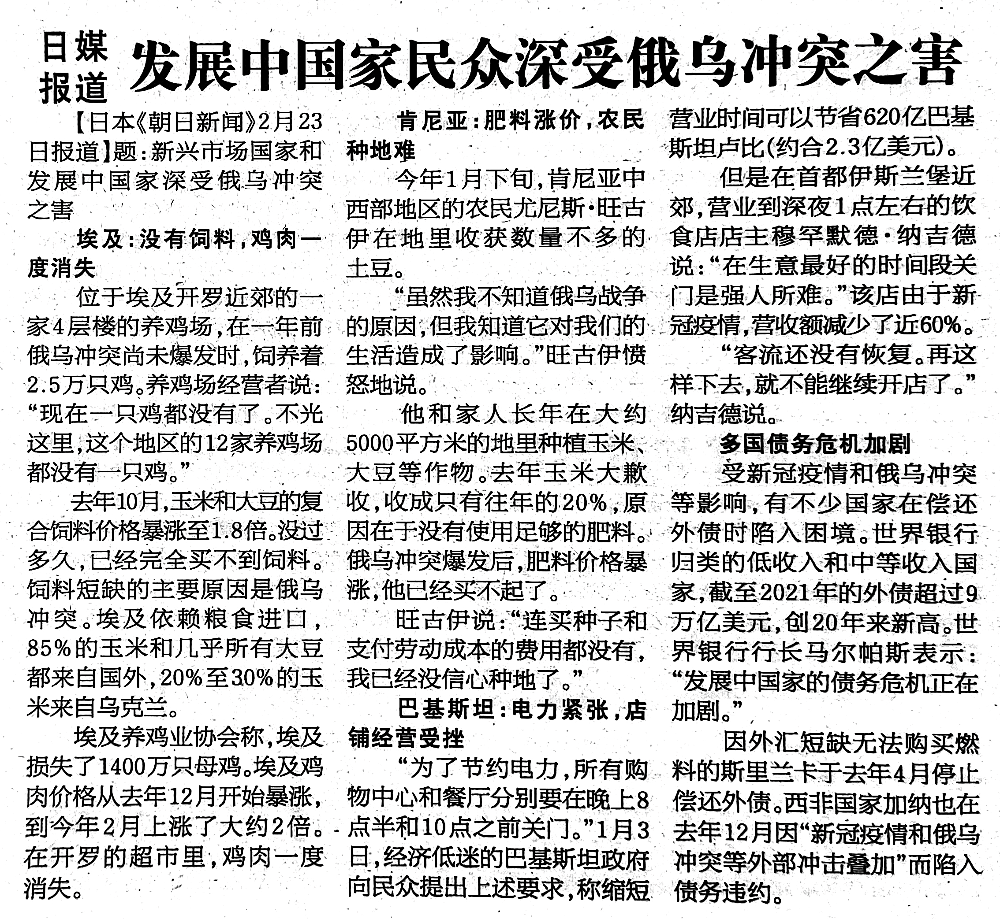 日媒
报道
发展中国家民众深受俄乌冲突之害
【日本《朝日新闻》2月23
日报道】题:新兴市场国家和
发展中国家深受俄乌冲突
之害
埃及:没有饲料,鸡肉一
度消失
位于埃及开罗近郊的一
家4层楼的养鸡场,在一年前
俄乌冲突尚未爆发时,饲养着
2.5万只鸡。养鸡场经营者说:
“现在一只鸡都没有了。不光
这里,这个地区的12家养鸡场
都没有一只鸡。”
去年10月,玉米和大豆的复
合饲料价格暴涨至1.8倍。没过
多久,已经完全买不到饲料。
饲料短缺的主要原因是俄乌
冲突。埃及依赖粮食进口,
85%的玉米和几乎所有大豆
都来自国外,20%至30%的玉
米来自乌克兰。
埃及养鸡业协会称,埃及
损失了1400万只母鸡。埃及鸡
肉价格从去年12月开始暴涨,
到今年2月上涨了大约2倍。
在开罗的超市里,鸡肉一度
消失。
肯尼亚:肥料涨价,农民
种地难
今年1月下旬,肯尼亚中
西部地区的农民尤尼斯·旺古
伊在地里收获数量不多的
土豆。
“虽然我不知道俄乌战争
的原因,但我知道它对我们的
生活造成了影响。”旺古伊愤
怒地说。
他和家人长年在大约
5000平方米的地里种植玉米、
大豆等作物。去年玉米大歉
收,收成只有往年的20%,原
因在于没有使用足够的肥料。
俄乌冲突爆发后,肥料价格暴
涨,他已经买不起了。
旺古伊说:“连买种子和
支付劳动成本的费用都没有,
我已经没信心种地了。”
巴基斯坦:电力紧张,店
铺经营受挫
“为了节约电力,所有购
物中心和餐厅分别要在晚上8
点半和10点之前关门。”1月3
日,经济低迷的巴基斯坦政府
向民众提出上述要求,称缩短
营业时间可以节省620亿巴基
斯坦卢比(约合2.3亿美元)。
但是在首都伊斯兰堡近
郊,营业到深夜1点左右的饮
食店店主穆罕默德·纳吉德
说:“在生意最好的时间段关
门是强人所难。”该店由于新
冠疫情,营收额减少了近60%。
“客流还没有恢复。再这
样下去,就不能继续开店了。”
纳吉德说。
多国债务危机加剧
受新冠疫情和俄乌冲突
等影响,有不少国家在偿还
外债时陷入困境。世界银行
归类的低收入和中等收入国
家,截至2021年的外债超过9
万亿美元,创20年来新高。世
界银行行长马尔帕斯表示:
“发展中国家的债务危机正在
加剧。”
因外汇短缺无法购买燃
料的斯里兰卡于去年4月停止
偿还外债。西非国家加纳也在
去年12月因“新冠疫情和俄乌
冲突等外部冲击叠加”而陷入
债务违约。